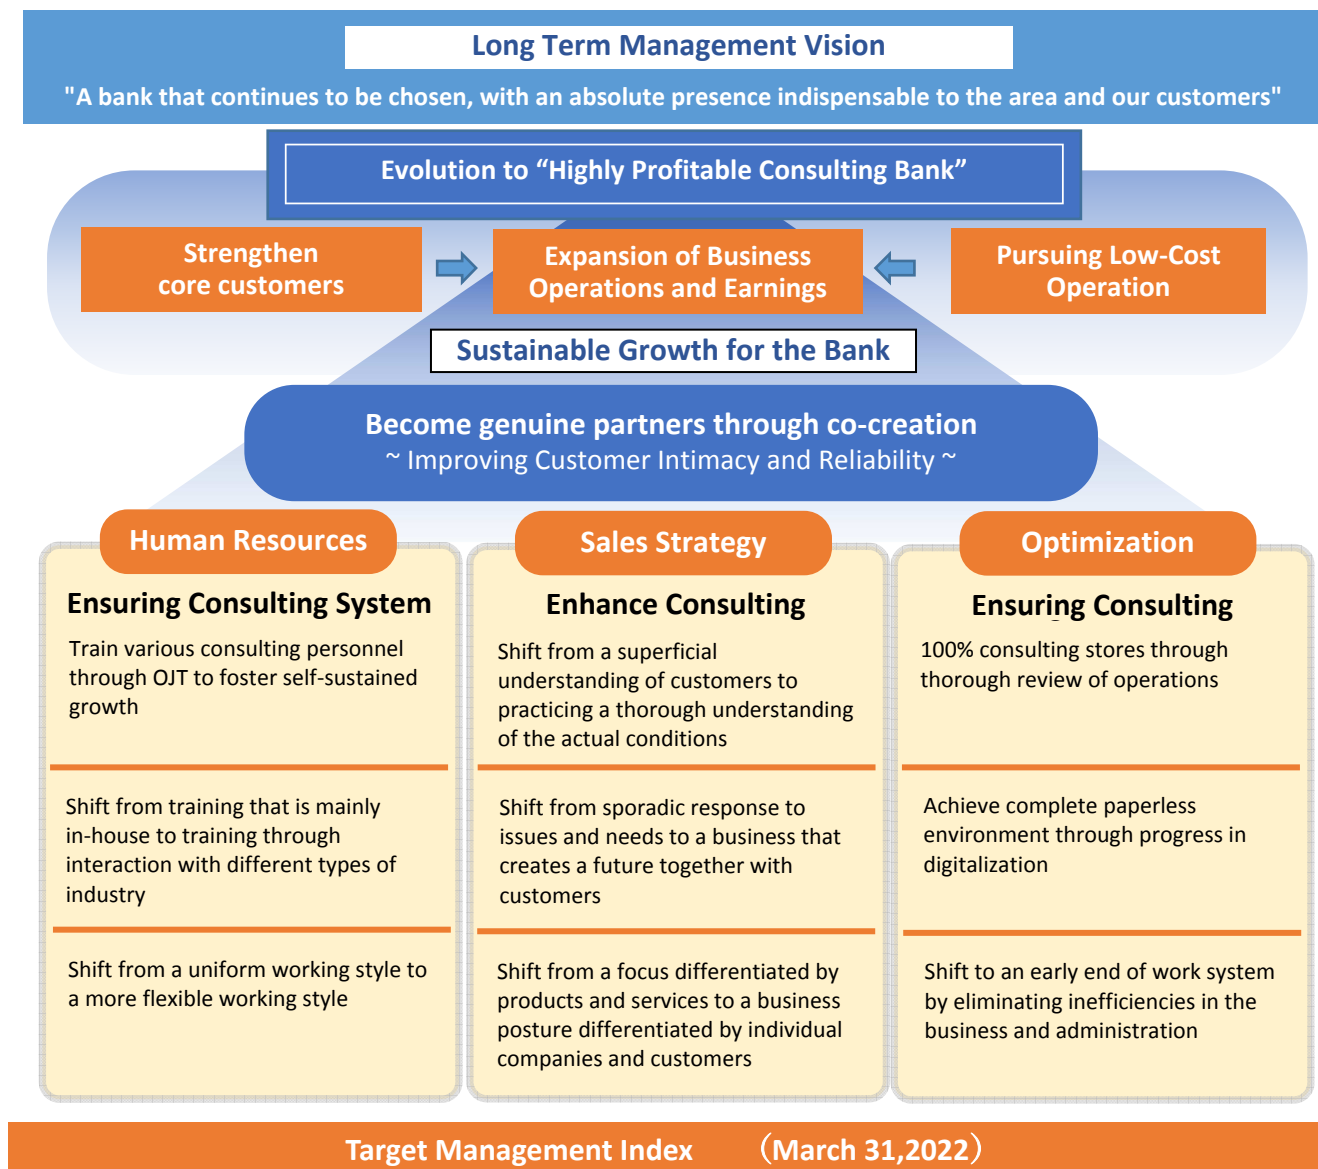 Long Term Management Vision
"A bank that continues to be chosen, with an absolute presence indispensable to the area and our customers"
Evolution to “Highly Profitable Consulting Bank”
Strengthen
core customers
Expansion of Business
Operations and Earnings
Pursuing Low-Cost
Operation
Sustainable Growth for the Bank
Become genuine partners through co-creation
~ Improving Customer Intimacy and Reliability ~
Human Resources
Ensuring Consulting System
Train various consulting personnel
through OJT to foster self-sustained
growth
Shift from training that is mainly
in-house to training through
interaction with different types of
industry
Shift from a uniform working style to
a more flexible working style
Sales Strategy
Enhance Consulting
Shift from a superficial
understanding of customers to
practicing a thorough understanding
of the actual conditions
Shift from sporadic response to
issues and needs to a business that
creates a future together with
customers
Shift from a focus differentiated by
products and services to a business
posture differentiated by individual
companies and customers
Optimization
Ensuring Consulting
100% consulting stores through
thorough review of operations
Achieve complete paperless
environment through progress in
digitalization
Shift to an early end of work system
by eliminating inefficiencies in the
business and administration
Target Management Index （March 31,2022）